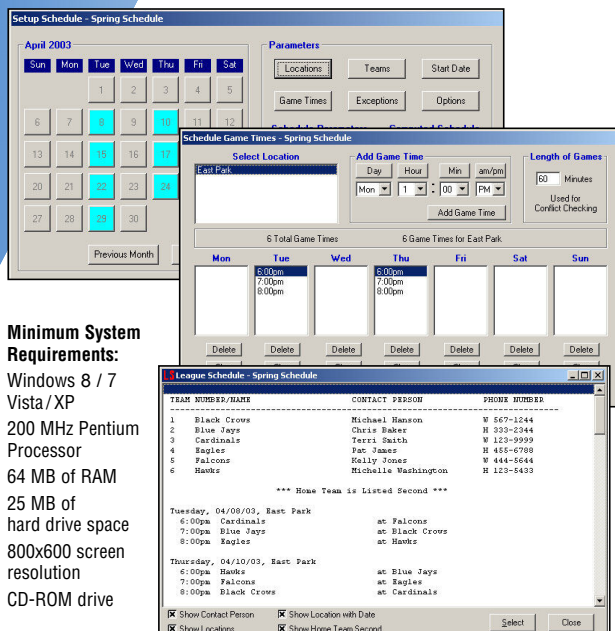 Setup Schedule - Spring Schedule
April 2003
Sun Mon Tue Wed Thu Fri Sat
1 2 3 4 5
6 7 8 9 10 11 12
13 14 15 16 17
20 21 22 23 24
27 28 29 30
Previous Month
Parameters
Locations Teams Start Date
Game Times Exceptions Options
Schedule Parameters Computed Schedule
Schedule Game Times - Spring Schedule
Select Location
East Park
Add Game Time
Day Hour Min am/pm
Mon 1 : 00 PM
Add Game Time
Length of Games
60 Minutes
Used for
Conflict Checking
6 Total Game Times 6 Game Times for East Park
Mon Tue Wed Thu Fri Sat Sun
6:00pm 6:00pm
7:00pm 7:00pm
8:00pm 8:00pm
Delete Delete Delete Delete Delete Delete Delete
Minimum System
Requirements:
Windows 8 / 7
Vista/XP
200 MHz Pentium
Processor
64 MB of RAM
25 MB of
hard drive space
800x600 screen
resolution
CD-ROM drive
LS League Schedule - Spring Schedule
TEAM NUMBER/NAME CONTACT PERSON PHONE NUMBER
1 Black Crows Michael Hanson W 567-1244
2 Blue Jays Chris Baker H 333-2344
3 Cardinals Terri Smith W 123-9999
4 Eagles Pat James H 455-6788
5 Falcons Kelly Jones W 444-5644
6 Hawks Michelle Washington H 123-5433
*** Home Team is Listed Second ***
Tuesday, 04/08/03, East Park
6:00pm Cardinals at Falcons
7:00pm Blue Jays at Black Crows
8:00pm Eagles at Hawks
Thursday, 04/10/03, East Park
6:00pm Hawks at Blue Jays
7:00pm Falcons at Eagles
8:00pm Black Crows at Cardinals
Show Contact Person Show Location with Date
Show Locations Show Home Team Second
Select Close